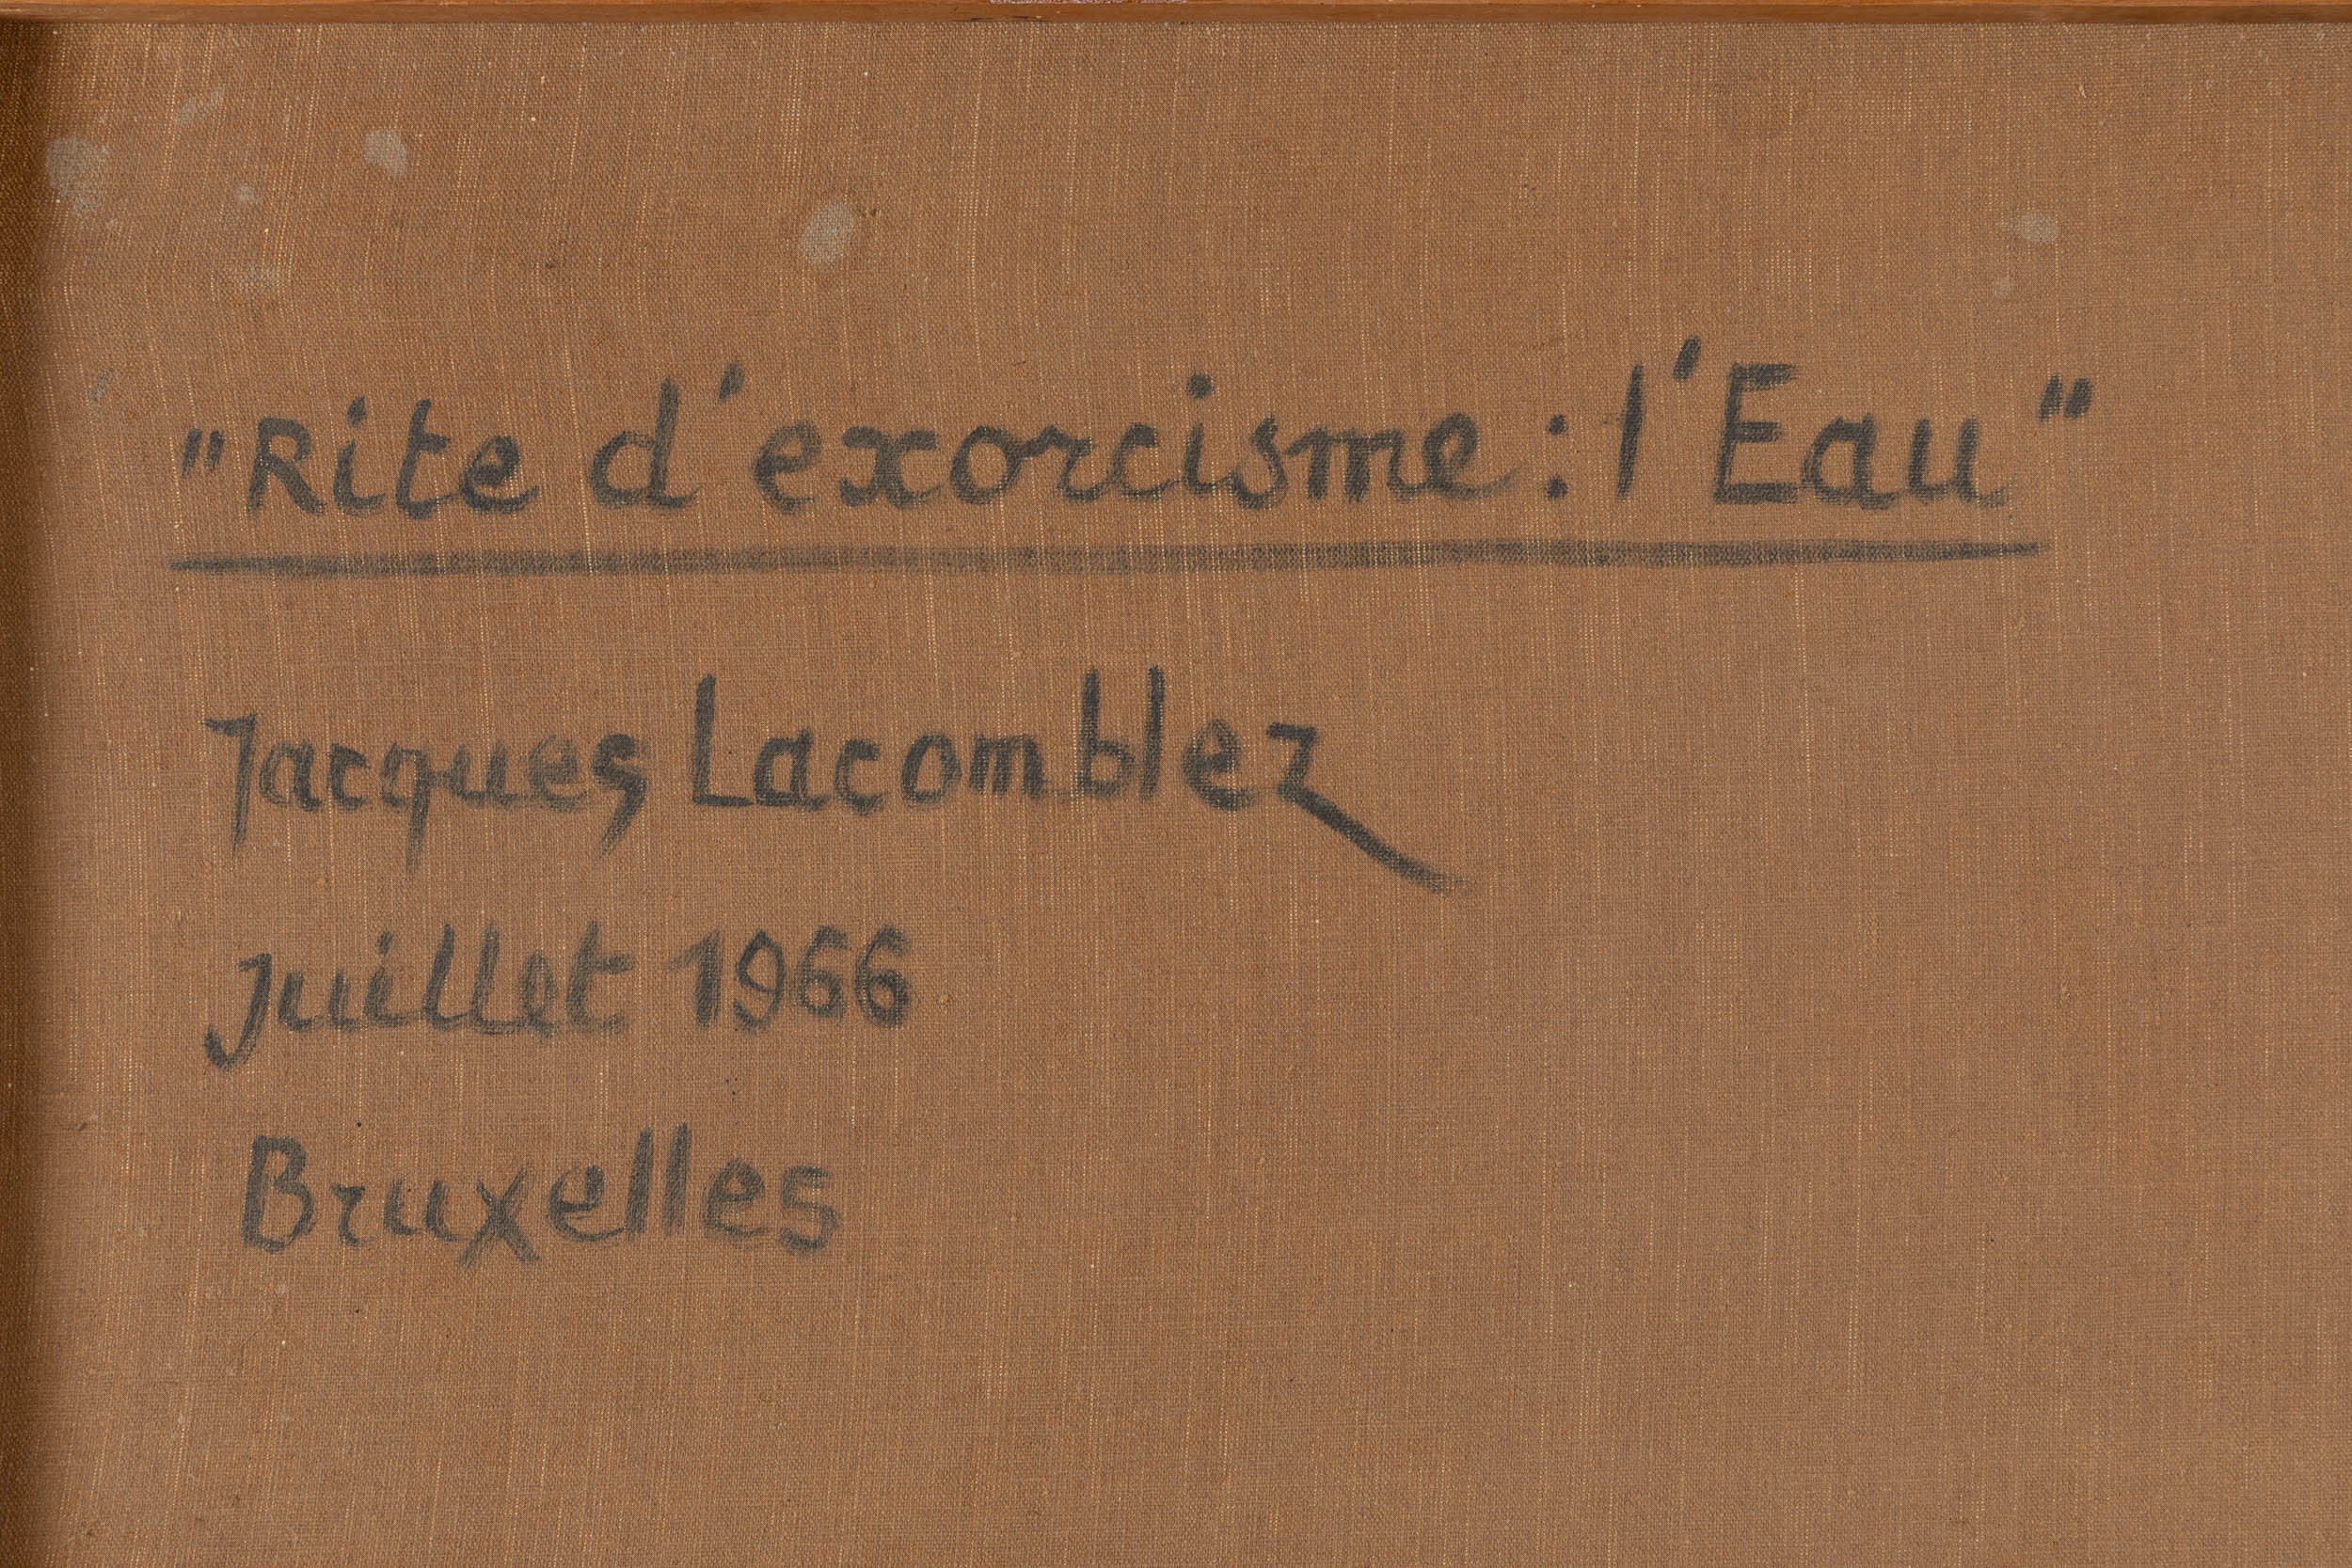 "Rite d'exorcisme : l'Eau"
Jacques Lacomblez
Juillet 1966
Bruxelles